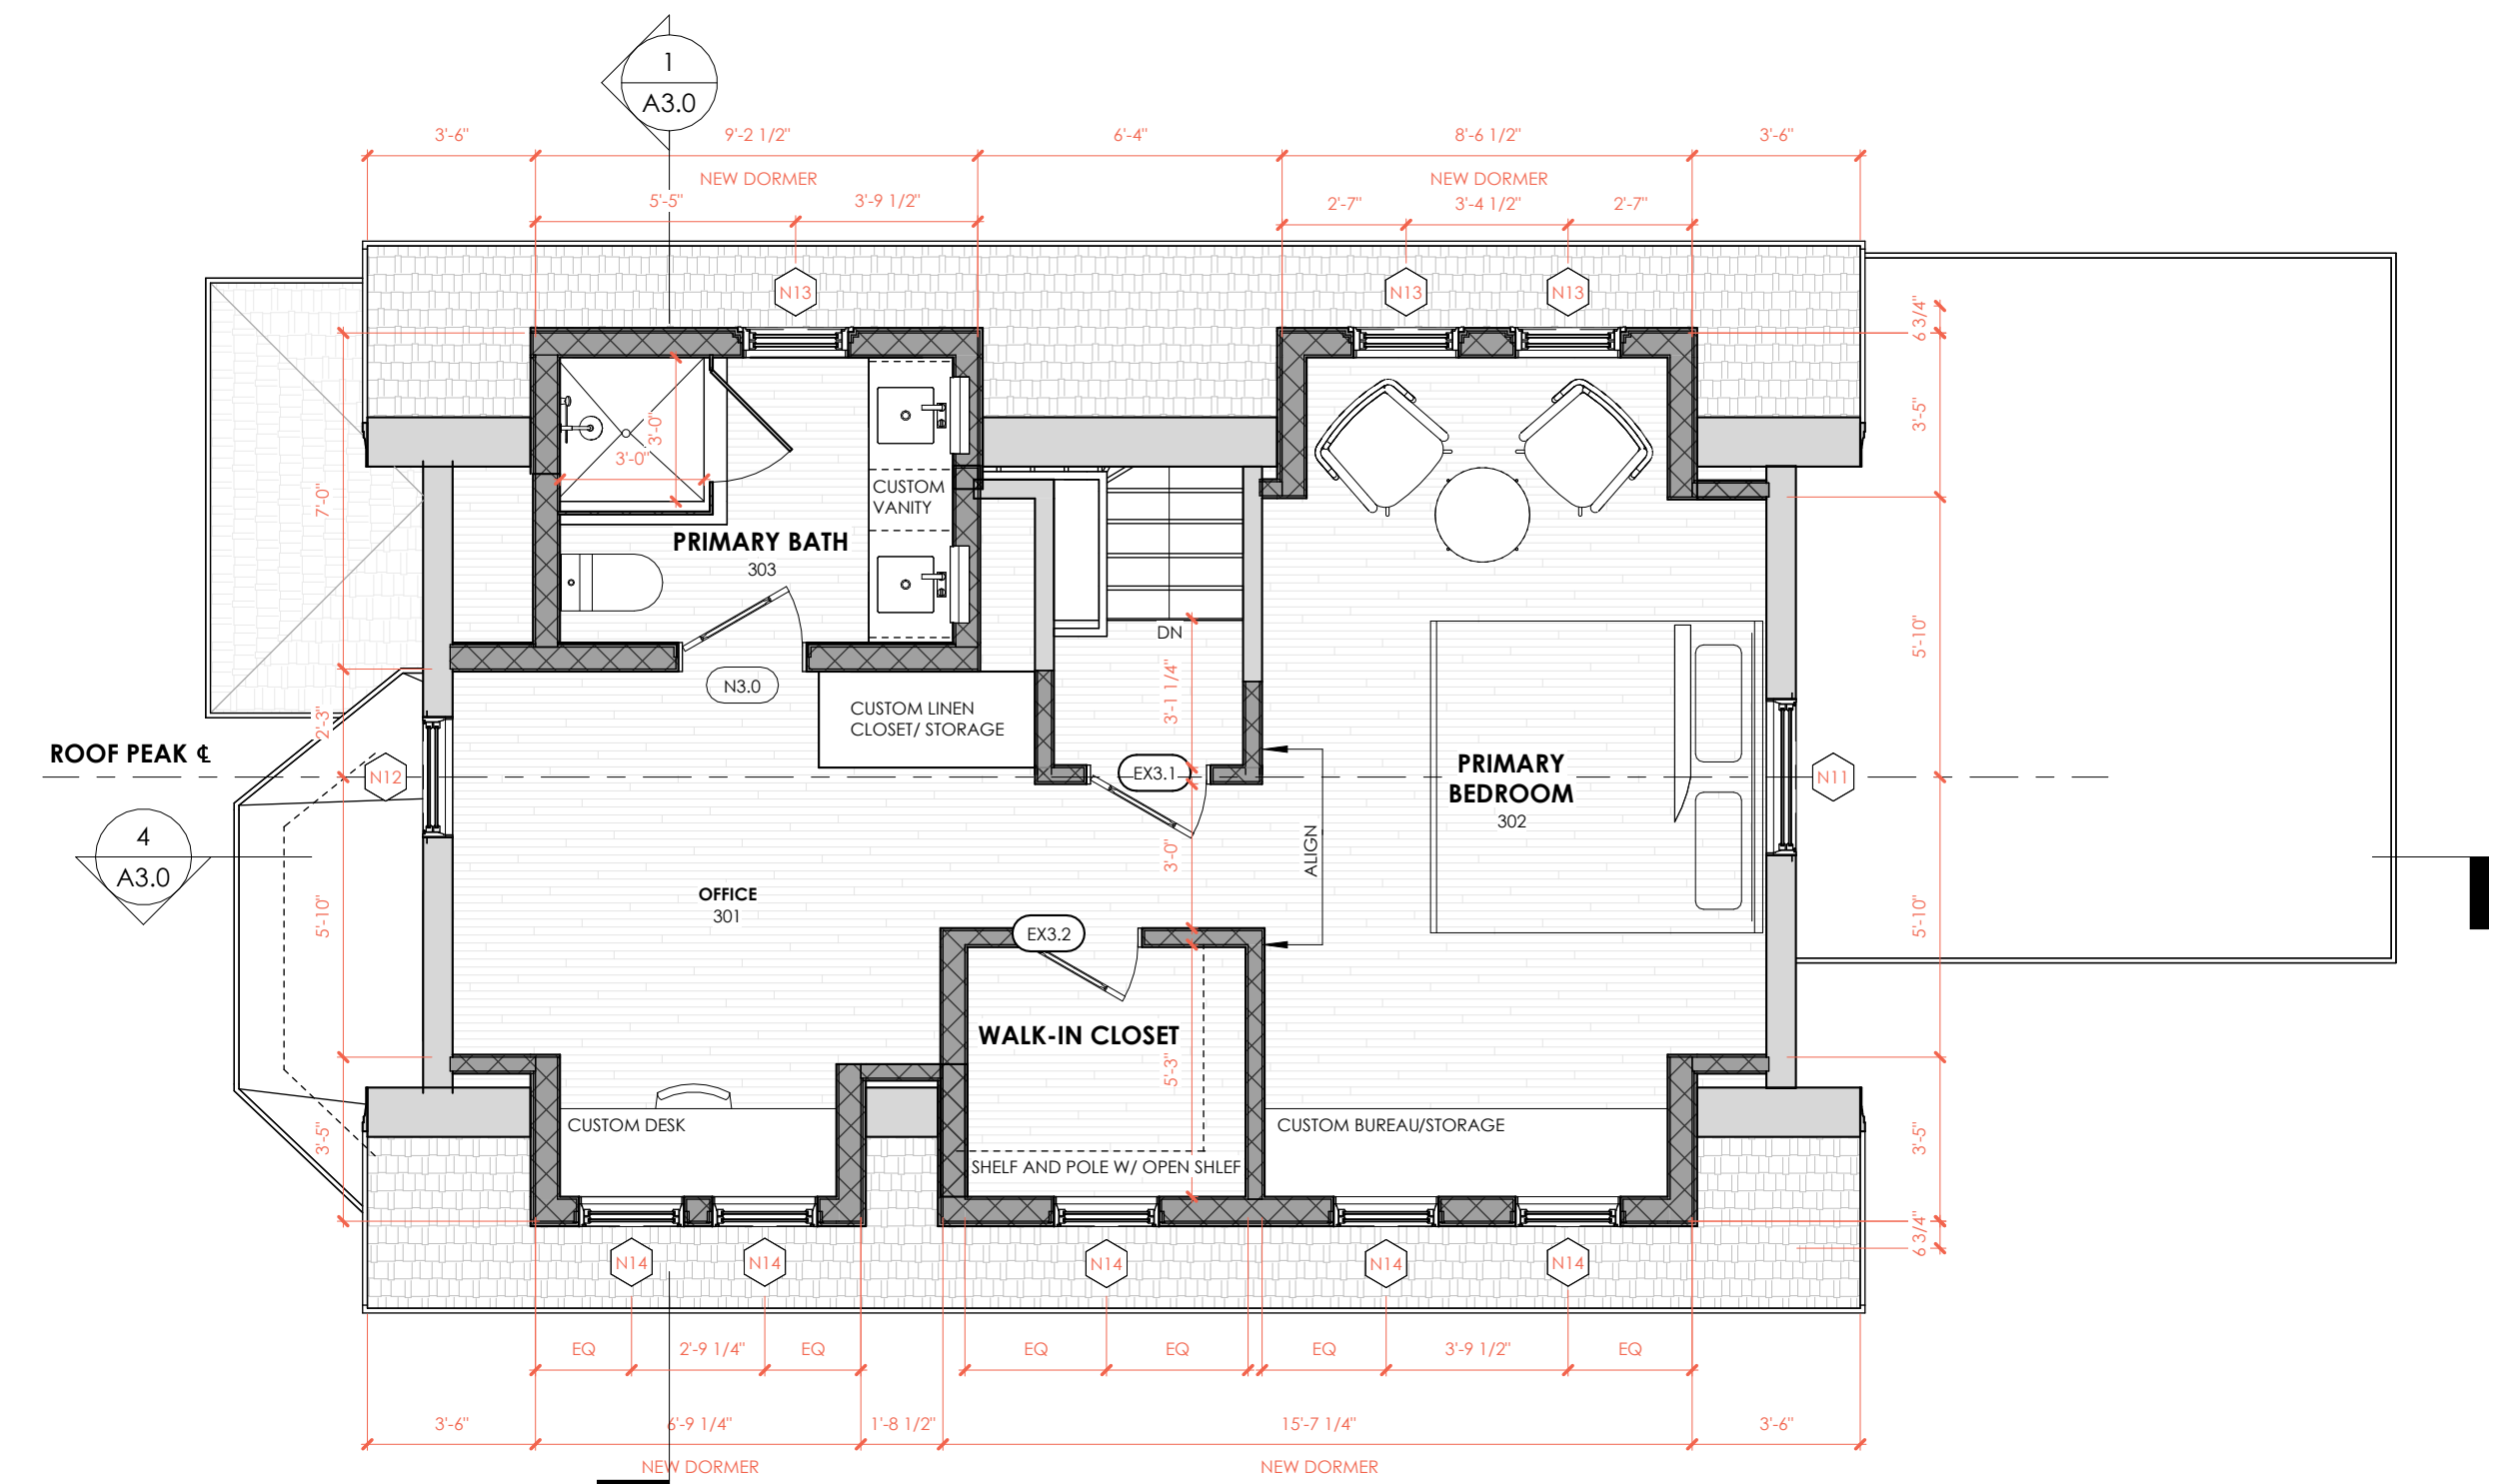 1
A3.0
3'-6"
9'-2 1/2"
6'-4"
8'-6 1/2"
3'-6"
NEW DORMER
NEW DORMER
5'-5"
3'-9 1/2"
2'-7"
3'-4 1/2"
2'-7"
N13
N13
N13
6 3/4"
3'-5"
3'-0"
3'-0"
CUSTOM
VANITY
7'-0"
PRIMARY BATH
303
DN
5'-10"
N3.0
3'-1 1/4"
CUSTOM LINEN
CLOSET/ STORAGE
2'-3"
ROOF PEAK ℄
N12
EX3.1
PRIMARY
BEDROOM
302
N11
4
A3.0
3'-0"
ALIGN
OFFICE
301
5'-10"
EX3.2
5'-10"
WALK-IN CLOSET
5'-3"
CUSTOM DESK
CUSTOM BUREAU/STORAGE
3'-5"
3'-5"
SHELF AND POLE W/ OPEN SHLEF
6 3/4"
N14
N14
N14
N14
N14
EQ
2'-9 1/4"
EQ
EQ
EQ
EQ
3'-9 1/2"
EQ
3'-6"
6'-9 1/4"
1'-8 1/2"
15'-7 1/4"
3'-6"
NEW DORMER
NEW DORMER